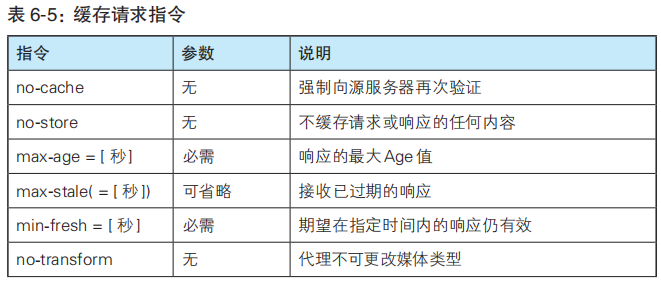 表 6-5：缓存请求指令
指令 参数 说明
no-cache 无 强制向源服务器再次验证
no-store 无 不缓存请求或响应的任何内容
max-age = [ 秒] 必需 响应的最大Age值
max-stale( = [ 秒]) 可省略 接收已过期的响应
min-fresh = [ 秒] 必需 期望在指定时间内的响应仍有效
no-transform 无 代理不可更改媒体类型